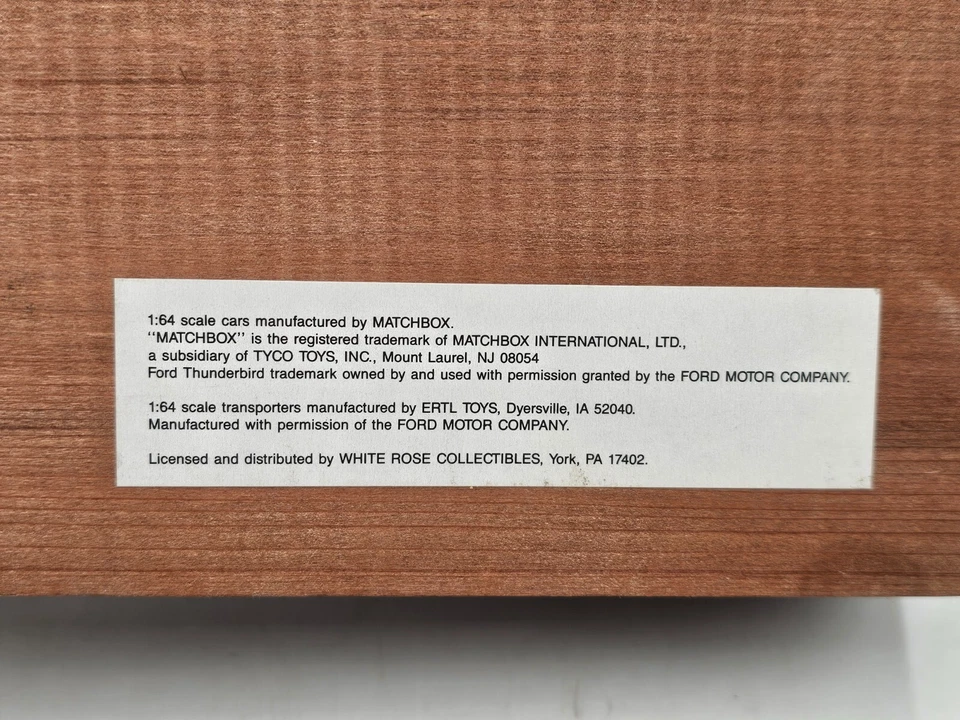 1:64 scale cars manufactured by MATCHBOX.
‘‘MATCHBOX’’ is the registered trademark of MATCHBOX INTERNATIONAL, LTD.,
a subsidiary of TYCO TOYS, INC., Mount Laurel, NJ 08054
Ford Thunderbird trademark owned by and used with permission granted by the FORD MOTOR COMPANY.
1:64 scale transporters manufactured by ERTL TOYS, Dyersville, IA 52040.
Manufactured with permission of the FORD MOTOR COMPANY.
Licensed and distributed by WHITE ROSE COLLECTIBLES, York, PA 17402.